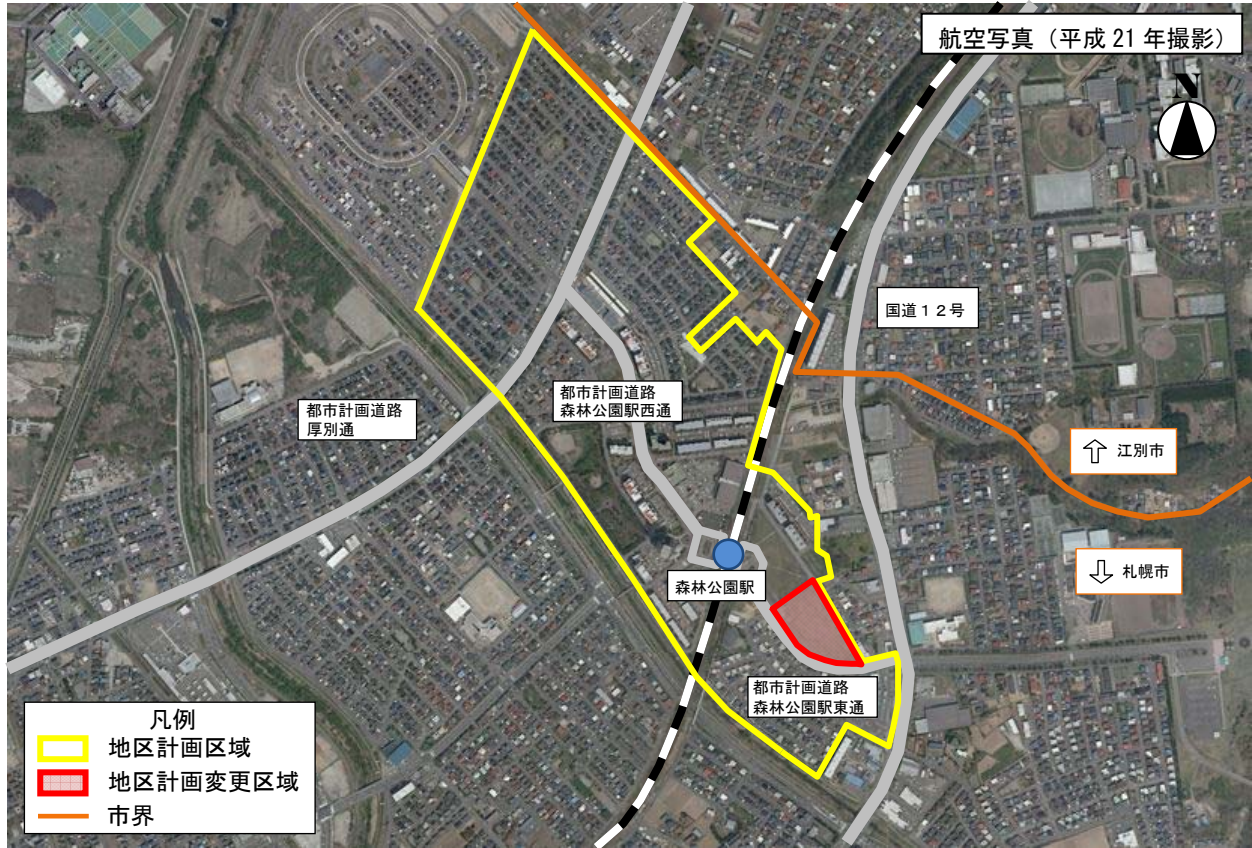 航空写真（平成 21 年撮影）
N
国道１２号
都市計画道路
森林公園駅西通
都市計画道路
厚別通
江別市
札幌市
森林公園駅
都市計画道路
森林公園駅東通
凡例
地区計画区域
地区計画変更区域
市界